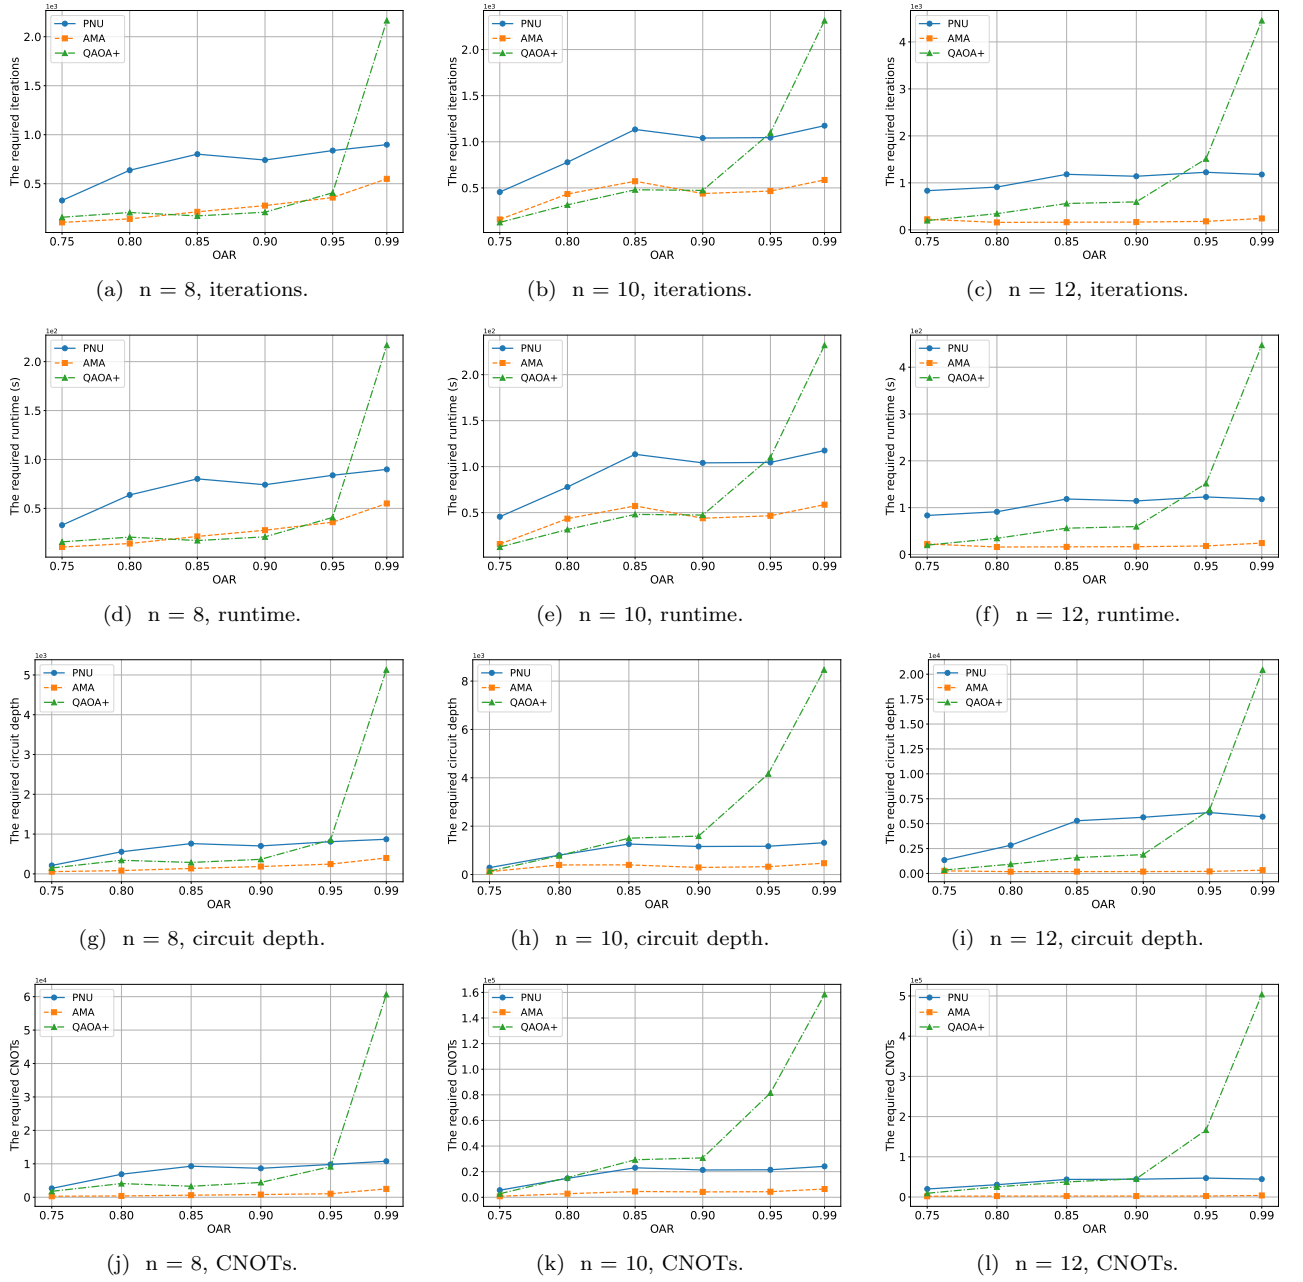 1e3
PNU
AMA
QAOA+
The required iterations
2.0
1.5
1.0
0.5
0.75 0.80 0.85 0.90 0.95 0.99
OAR
(a) n = 8, iterations.
1e3
PNU
AMA
QAOA+
The required iterations
2.0
1.5
1.0
0.5
0.75 0.80 0.85 0.90 0.95 0.99
OAR
(b) n = 10, iterations.
1e3
PNU
AMA
QAOA+
The required iterations
4
3
2
1
0
0.75 0.80 0.85 0.90 0.95 0.99
OAR
(c) n = 12, iterations.
1e2
PNU
AMA
QAOA+
The required runtime (s)
2.0
1.5
1.0
0.5
0.75 0.80 0.85 0.90 0.95 0.99
OAR
(d) n = 8, runtime.
1e2
PNU
AMA
QAOA+
The required runtime (s)
2.0
1.5
1.0
0.5
0.75 0.80 0.85 0.90 0.95 0.99
OAR
(e) n = 10, runtime.
1e2
PNU
AMA
QAOA+
The required runtime (s)
4
3
2
1
0
0.75 0.80 0.85 0.90 0.95 0.99
OAR
(f) n = 12, runtime.
1e3
PNU
AMA
QAOA+
The required circuit depth
5
4
3
2
1
0
0.75 0.80 0.85 0.90 0.95 0.99
OAR
(g) n = 8, circuit depth.
1e3
PNU
AMA
QAOA+
The required circuit depth
8
6
4
2
0
0.75 0.80 0.85 0.90 0.95 0.99
OAR
(h) n = 10, circuit depth.
1e4
PNU
AMA
QAOA+
The required circuit depth
2.00
1.75
1.50
1.25
1.00
0.75
0.50
0.25
0.00
0.75 0.80 0.85 0.90 0.95 0.99
OAR
(i) n = 12, circuit depth.
1e4
PNU
AMA
QAOA+
The required CNOTs
6
5
4
3
2
1
0
0.75 0.80 0.85 0.90 0.95 0.99
OAR
(j) n = 8, CNOTs.
1e5
PNU
AMA
QAOA+
The required CNOTs
1.6
1.4
1.2
1.0
0.8
0.6
0.4
0.2
0.0
0.75 0.80 0.85 0.90 0.95 0.99
OAR
(k) n = 10, CNOTs.
1e5
PNU
AMA
QAOA+
The required CNOTs
5
4
3
2
1
0
0.75 0.80 0.85 0.90 0.95 0.99
OAR
(l) n = 12, CNOTs.